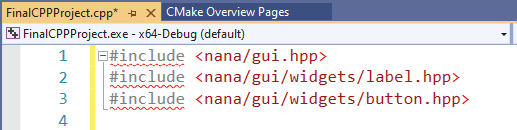 FinalCPPProject.cpp* CMake Overview Pages
FinalCPPProject.exe - x64-Debug (default)
1 #include <nana/gui.hpp>
2 #include <nana/gui/widgets/label.hpp>
3 #include <nana/gui/widgets/button.hpp>
4